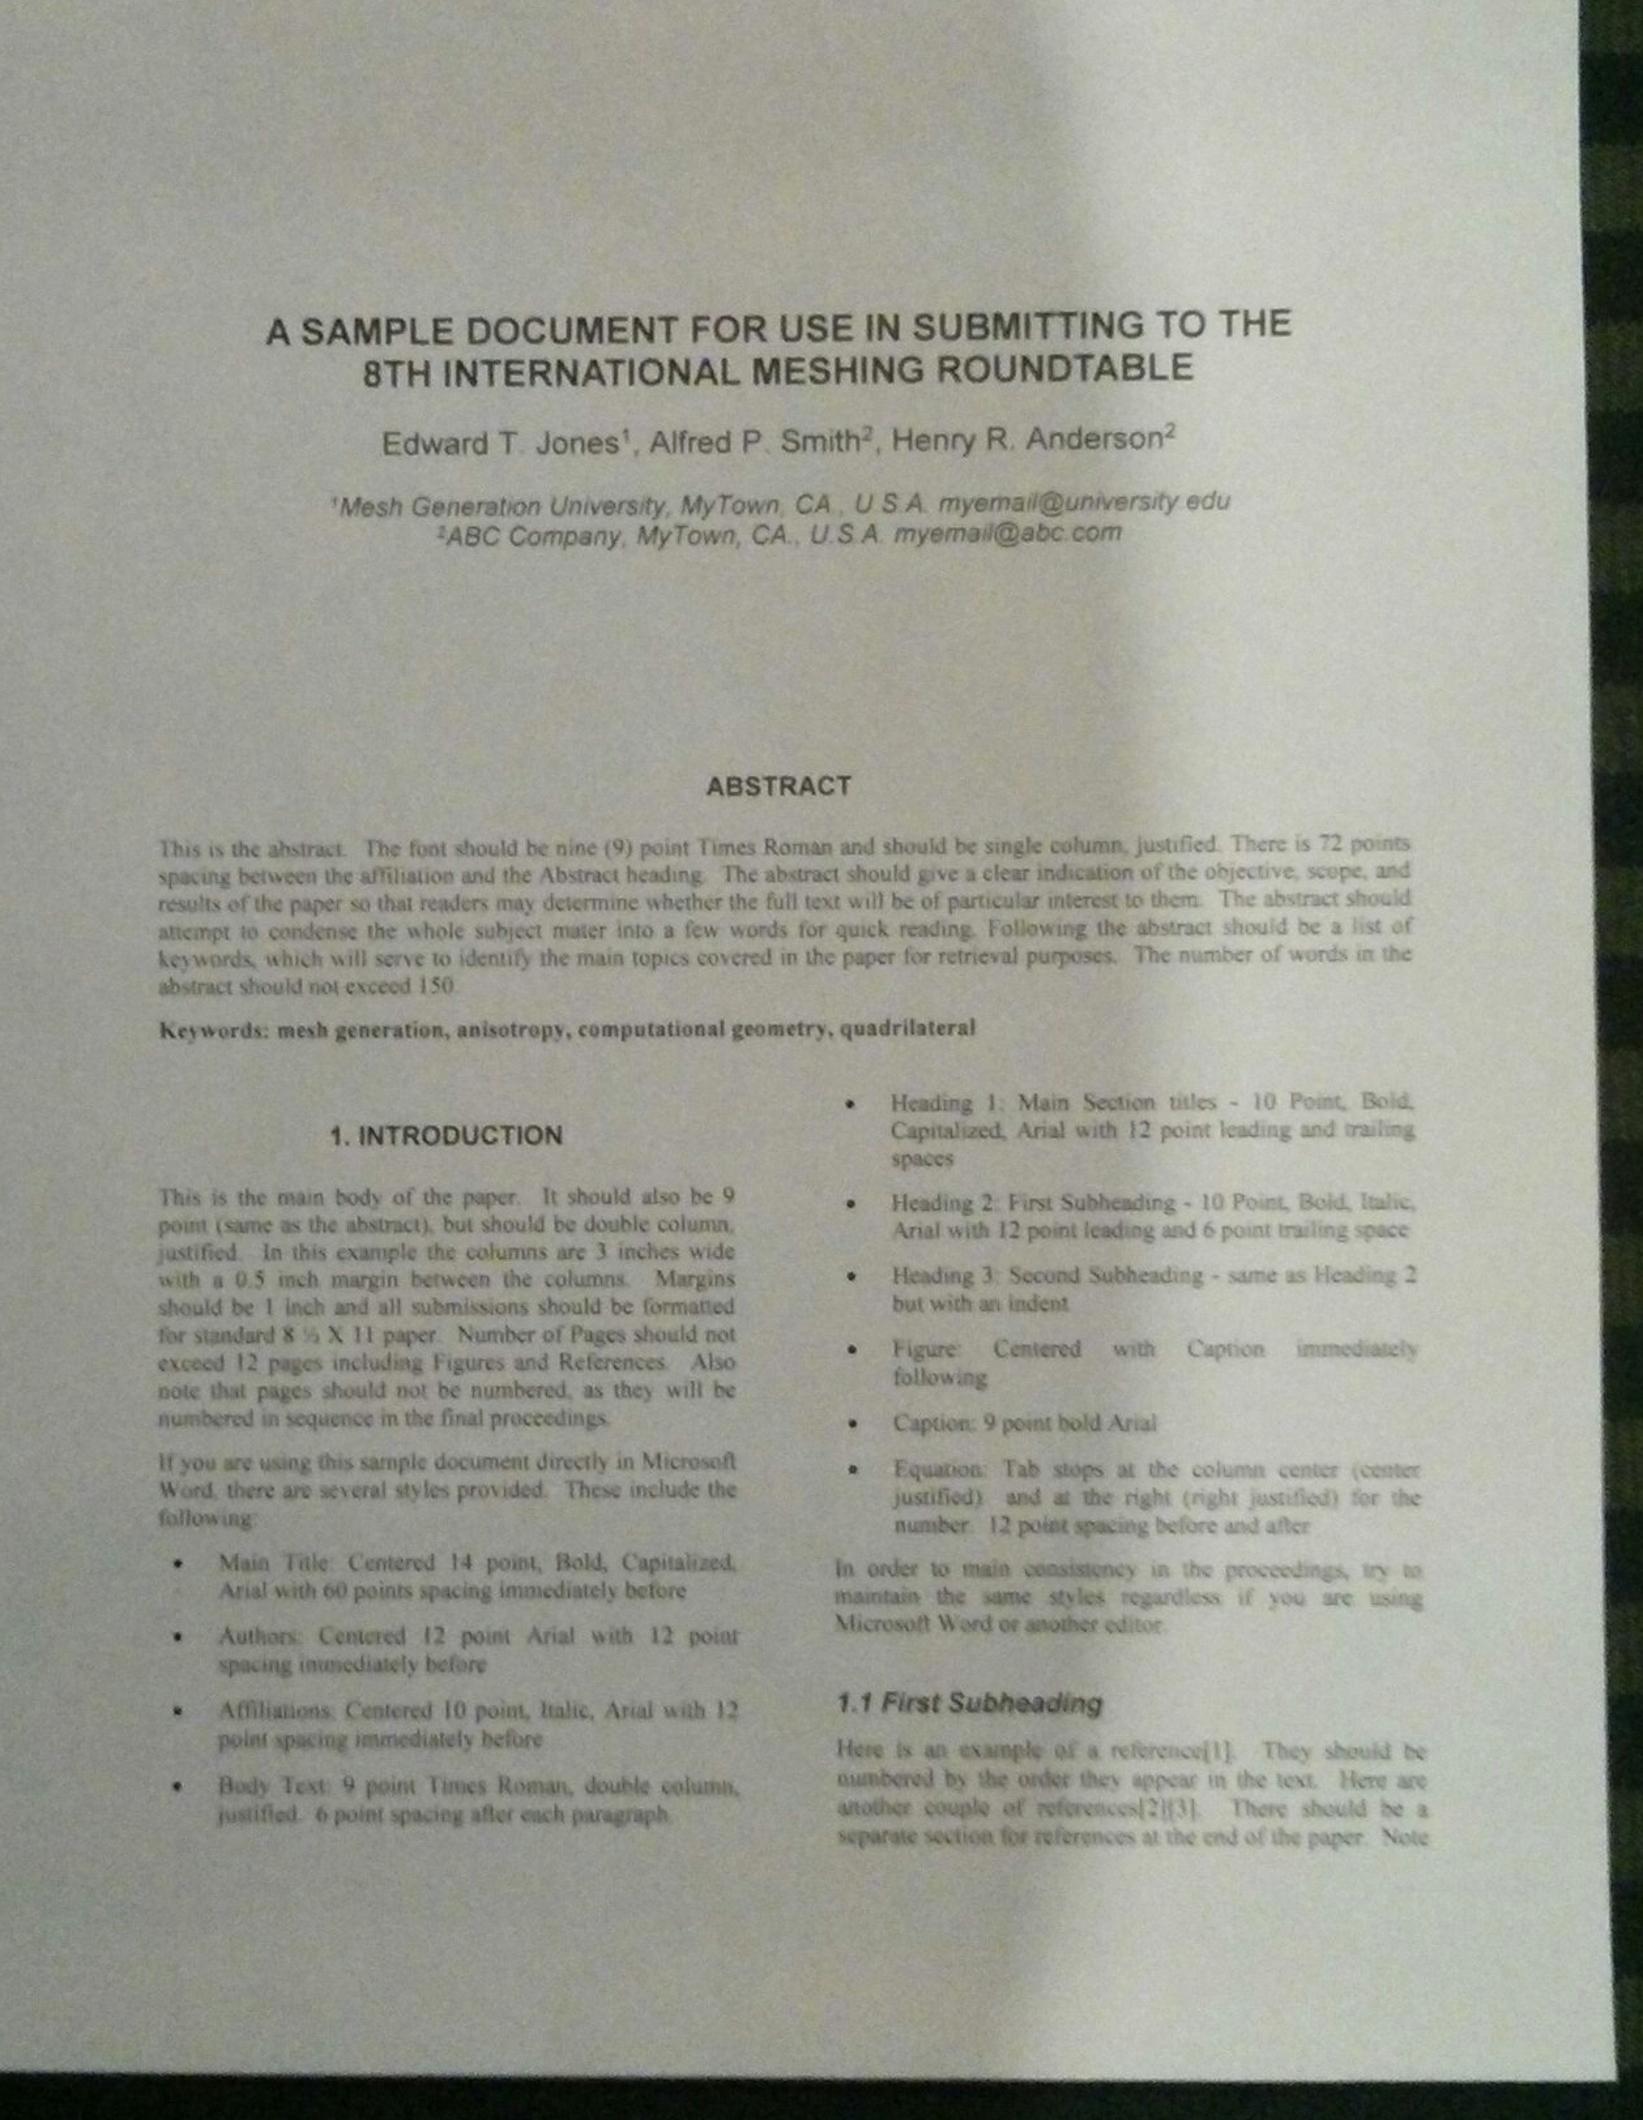 A SAMPLE DOCUMENT FOR USE IN SUBMITTING TO THE
8TH INTERNATIONAL MESHING ROUNDTABLE
Edward T. Jones¹, Alfred P. Smith², Henry R. Anderson²
¹Mesh Generation University, MyTown, CA., U.S.A. myemail@university.edu
²ABC Company, MyTown, CA., U.S.A. myemail@abc.com
ABSTRACT
This is the abstract. The font should be nine (9) point Times Roman and should be single column, justified. There is 72 points
spacing between the affiliation and the Abstract heading. The abstract should give a clear indication of the objective, scope, and
results of the paper so that readers may determine whether the full text will be of particular interest to them. The abstract should
attempt to condense the whole subject mater into a few words for quick reading. Following the abstract should be a list of
keywords, which will serve to identify the main topics covered in the paper for retrieval purposes. The number of words in the
abstract should not exceed 150.
Keywords: mesh generation, anisotropy, computational geometry, quadrilateral
1. INTRODUCTION
This is the main body of the paper. It should also be 9
point (same as the abstract), but should be double column,
justified. In this example the columns are 3 inches wide
with a 0.5 inch margin between the columns. Margins
should be 1 inch and all submissions should be formatted
for standard 8 ½ X 11 paper. Number of Pages should not
exceed 12 pages including Figures and References. Also
note that pages should not be numbered, as they will be
numbered in sequence in the final proceedings.
If you are using this sample document directly in Microsoft
Word, there are several styles provided. These include the
following:
• Main Title: Centered 14 point, Bold, Capitalized,
Arial with 60 points spacing immediately before
• Authors: Centered 12 point Arial with 12 point
spacing immediately before
• Affiliations: Centered 10 point, Italic, Arial with 12
point spacing immediately before
• Body Text: 9 point Times Roman, double column,
justified. 6 point spacing after each paragraph.
• Heading 1: Main Section titles - 10 Point, Bold,
Capitalized, Arial with 12 point leading and trailing
spaces
• Heading 2: First Subheading - 10 Point, Bold, Italic,
Arial with 12 point leading and 6 point trailing space
• Heading 3: Second Subheading - same as Heading 2
but with an indent
• Figure: Centered with Caption immediately
following
• Caption: 9 point bold Arial
• Equation: Tab stops at the column center (center
justified) and at the right (right justified) for the
number. 12 point spacing before and after
In order to main consistency in the proceedings, try to
maintain the same styles regardless if you are using
Microsoft Word or another editor.
1.1 First Subheading
Here is an example of a reference[1]. They should be
numbered by the order they appear in the text. Here are
another couple of references[2][3]. There should be a
separate section for references at the end of the paper. Note